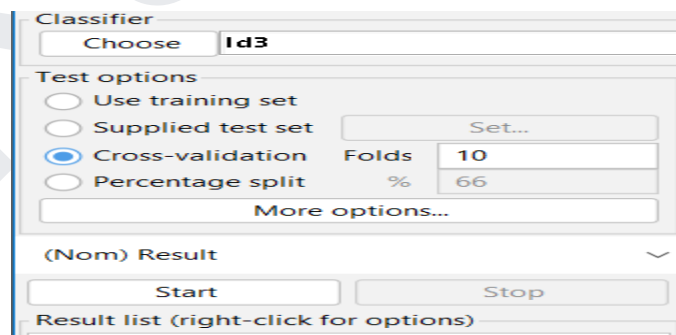 Classifier
Choose Id3
Test options
Use training set
Supplied test set Set...
Cross-validation Folds 10
Percentage split % 66
More options...
(Nom) Result
Start Stop
Result list (right-click for options)